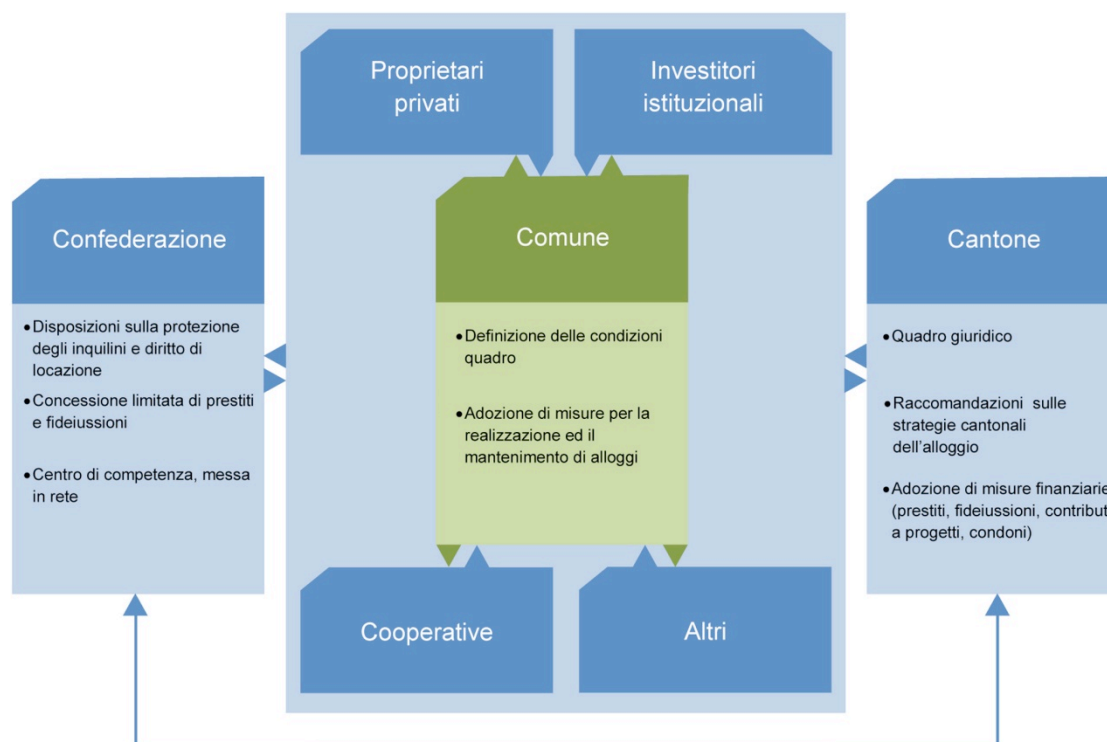 Proprietari
privati
Investitori
istituzionali
Confederazione
• Disposizioni sulla protezione
degli inquilini e diritto di
locazione
• Concessione limitata di prestiti
e fideiussioni
• Centro di competenza, messa
in rete
Comune
• Definizione delle condizioni
quadro
• Adozione di misure per la
realizzazione ed il
mantenimento di alloggi
Cantone
• Quadro giuridico
• Raccomandazioni sulle
strategie cantonali
dell’alloggio
• Adozione di misure finanziarie
(prestiti, fideiussioni, contribut
a progetti, condoni)
Cooperative
Altri